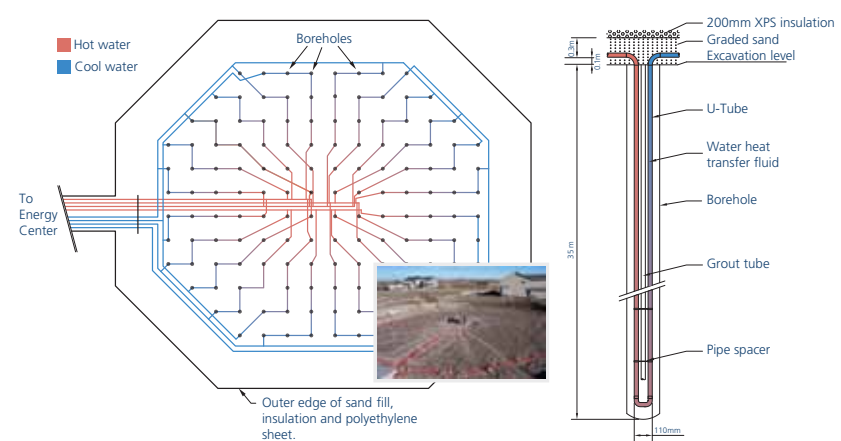 Hot water
Cool water
Boreholes
To
Energy
Center
Outer edge of sand fill,
insulation and polyethylene
sheet.
200mm XPS insulation
Graded sand
Excavation level
0.3m
0.1m
U-Tube
Water heat
transfer fluid
Borehole
35m
Grout tube
Pipe spacer
110mm